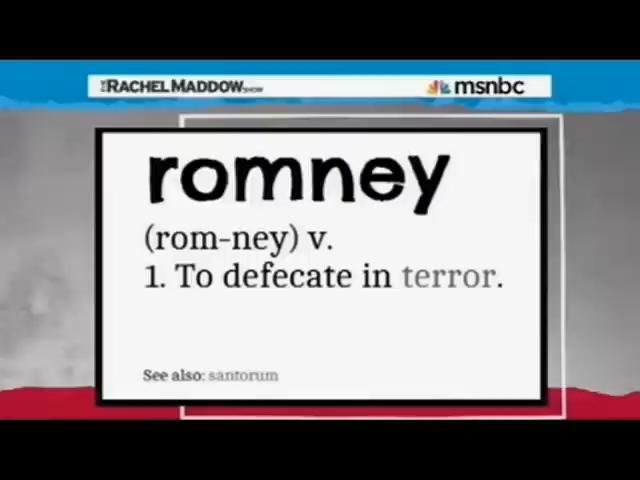 THE RACHEL MADDOW SHOW
msnbc
romney
(rom-ney) v.
1. To defecate in terror.
See also: santorum